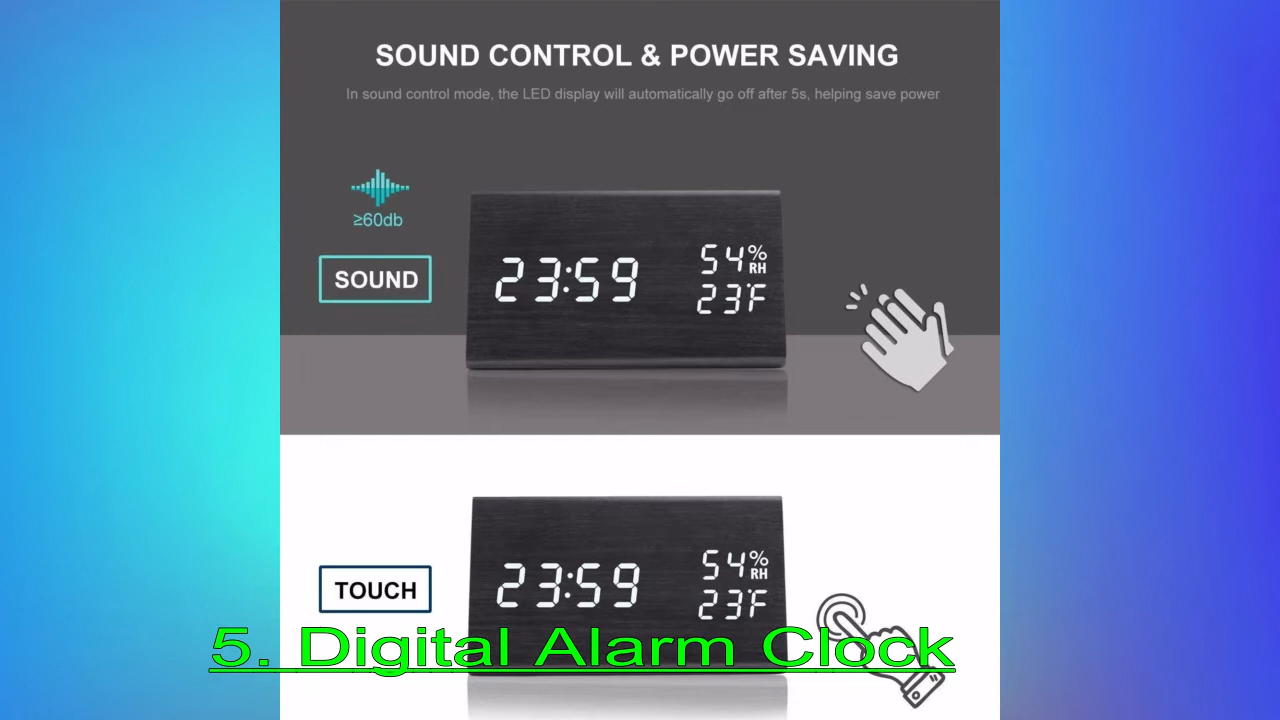 SOUND CONTROL & POWER SAVING
In sound control mode, the LED display will automatically go off after 5s, helping save power
≥60db
SOUND
23:59
54%RH
23°F
TOUCH
23:59
54%RH
23°F
5. Digital Alarm Clock